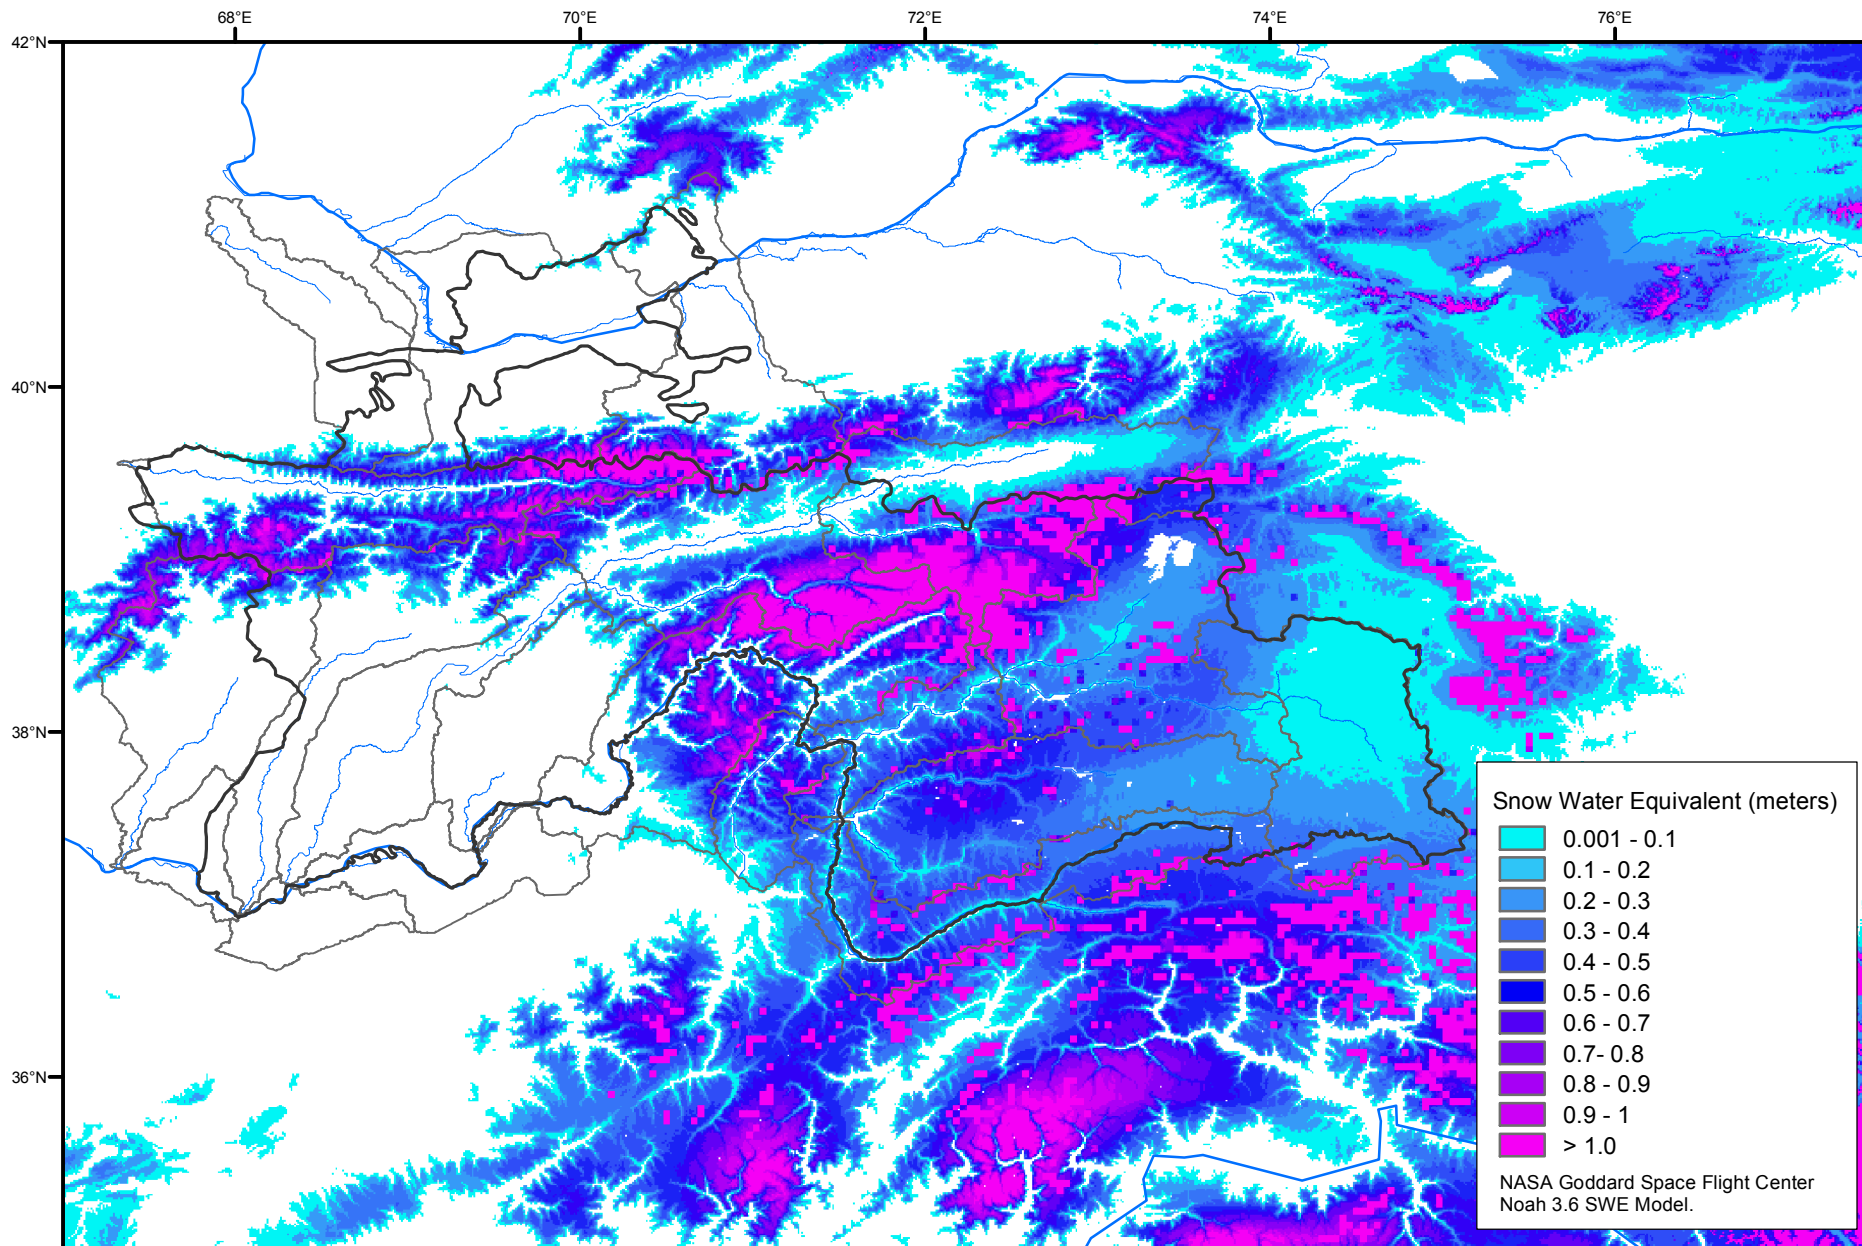 68°E
70°E
72°E
74°E
76°E
42°N
40°N
38°N
36°N
Snow Water Equivalent (meters)
0.001 - 0.1
0.1 - 0.2
0.2 - 0.3
0.3 - 0.4
0.4 - 0.5
0.5 - 0.6
0.6 - 0.7
0.7- 0.8
0.8 - 0.9
0.9 - 1
> 1.0
NASA Goddard Space Flight Center
Noah 3.6 SWE Model.